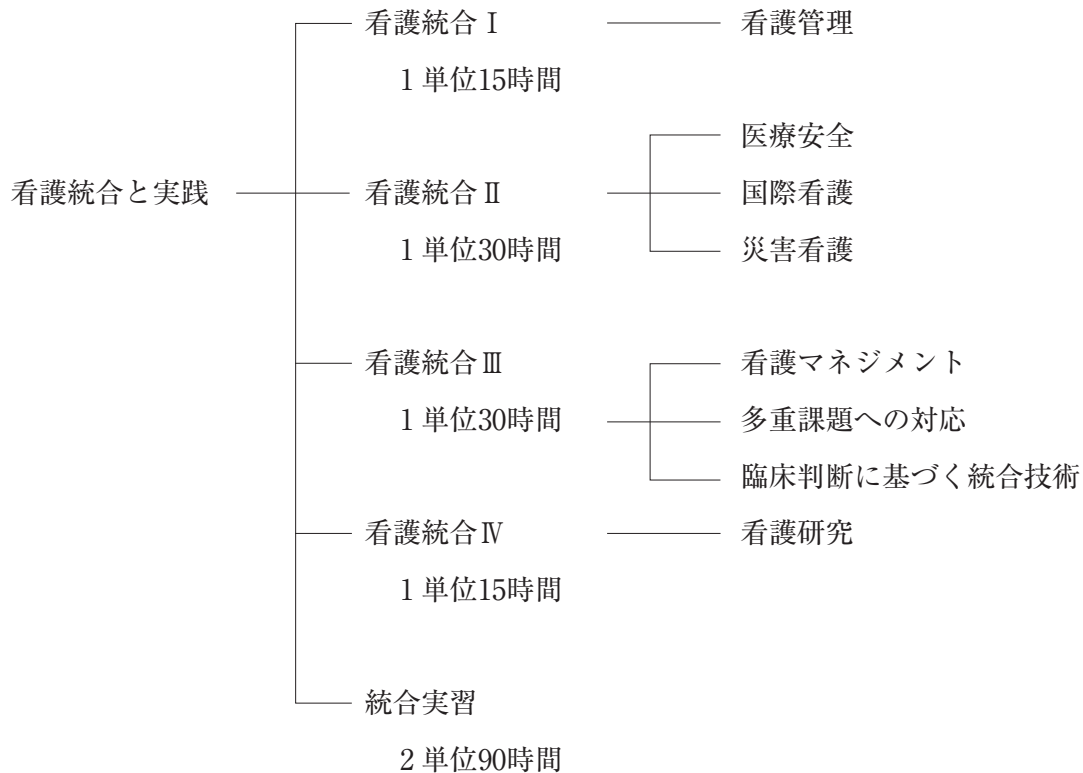 看護統合Ⅰ 看護管理
1単位15時間
医療安全
看護統合と実践 看護統合Ⅱ 国際看護
1単位30時間 災害看護
看護統合Ⅲ 看護マネジメント
1単位30時間 多重課題への対応
臨床判断に基づく統合技術
看護統合Ⅳ 看護研究
1単位15時間
統合実習
2単位90時間